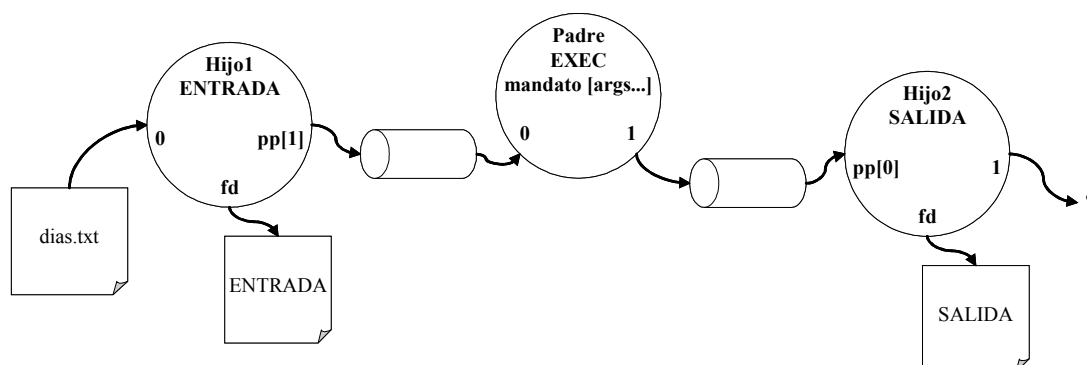 Hijo1
ENTRADA
0
pp[1]
fd
dias.txt
ENTRADA
Padre
EXEC
mandato [args...]
0
1
Hijo2
SALIDA
pp[0]
1
fd
SALIDA